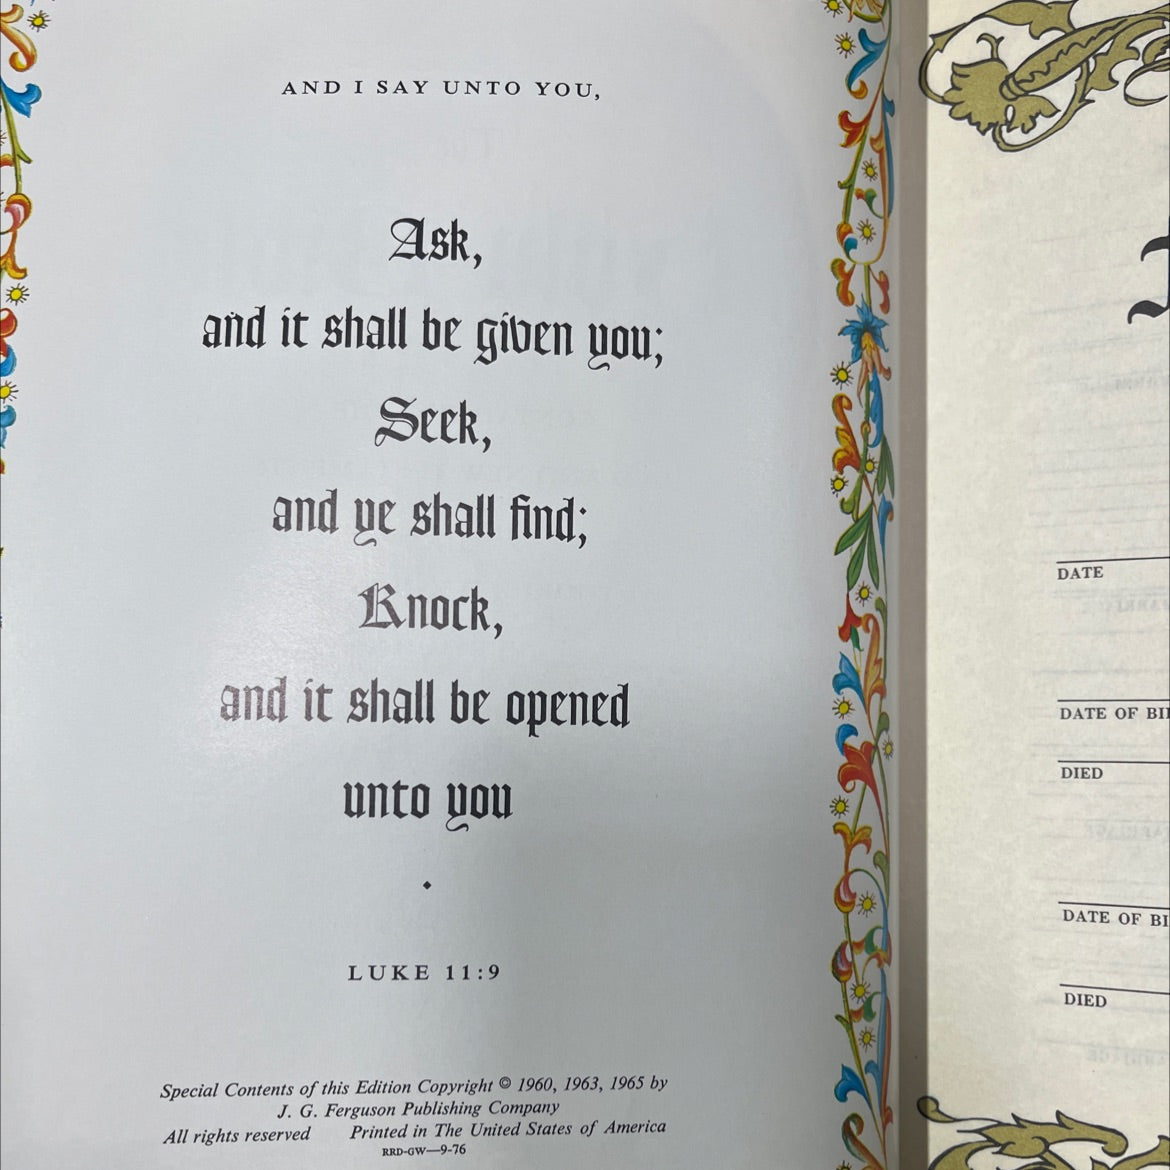 AND I SAY UNTO YOU,
Ask,
and it shall be given you;
Seek,
and ye shall find;
Knock,
and it shall be opened
unto you
LUKE 11:9
Special Contents of this Edition Copyright © 1960, 1963, 1965 by
J. G. Ferguson Publishing Company
All rights reserved Printed in The United States of America
RRD-GW—9-76
DATE
DATE OF
DIED
DATE OF
DIED